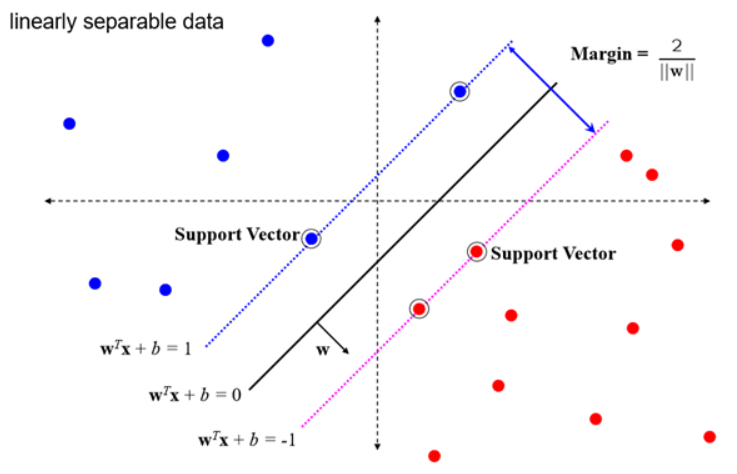 linearly separable data
Margin = 2 / ||w||
Support Vector
Support Vector
wᵀx + b = 1
w
wᵀx + b = 0
wᵀx + b = -1